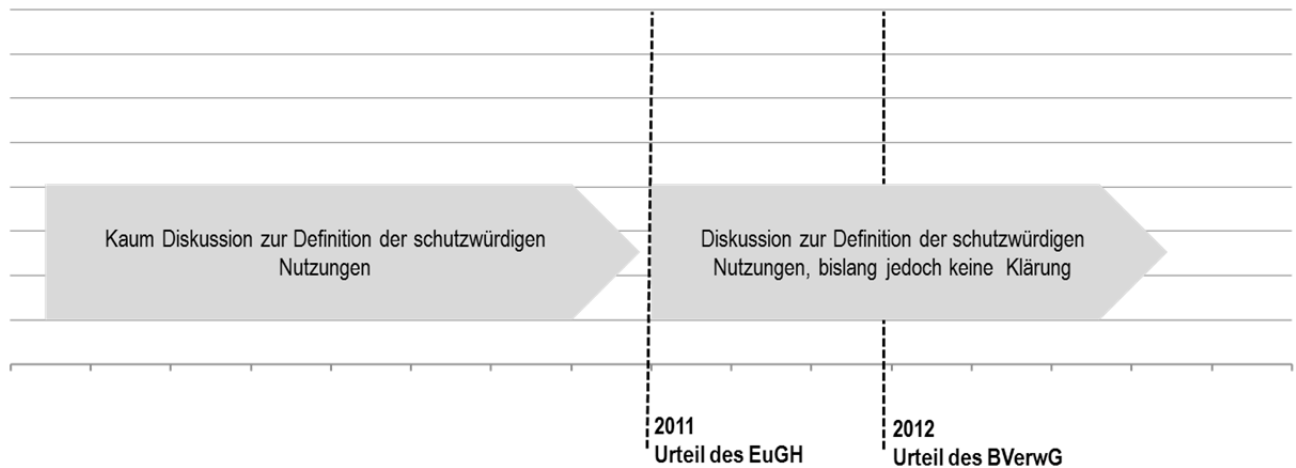 Kaum Diskussion zur Definition der schutzwürdigen
Nutzungen
Diskussion zur Definition der schutzwürdigen
Nutzungen, bislang jedoch keine Klärung
2011
Urteil des EuGH
2012
Urteil des BVerwG